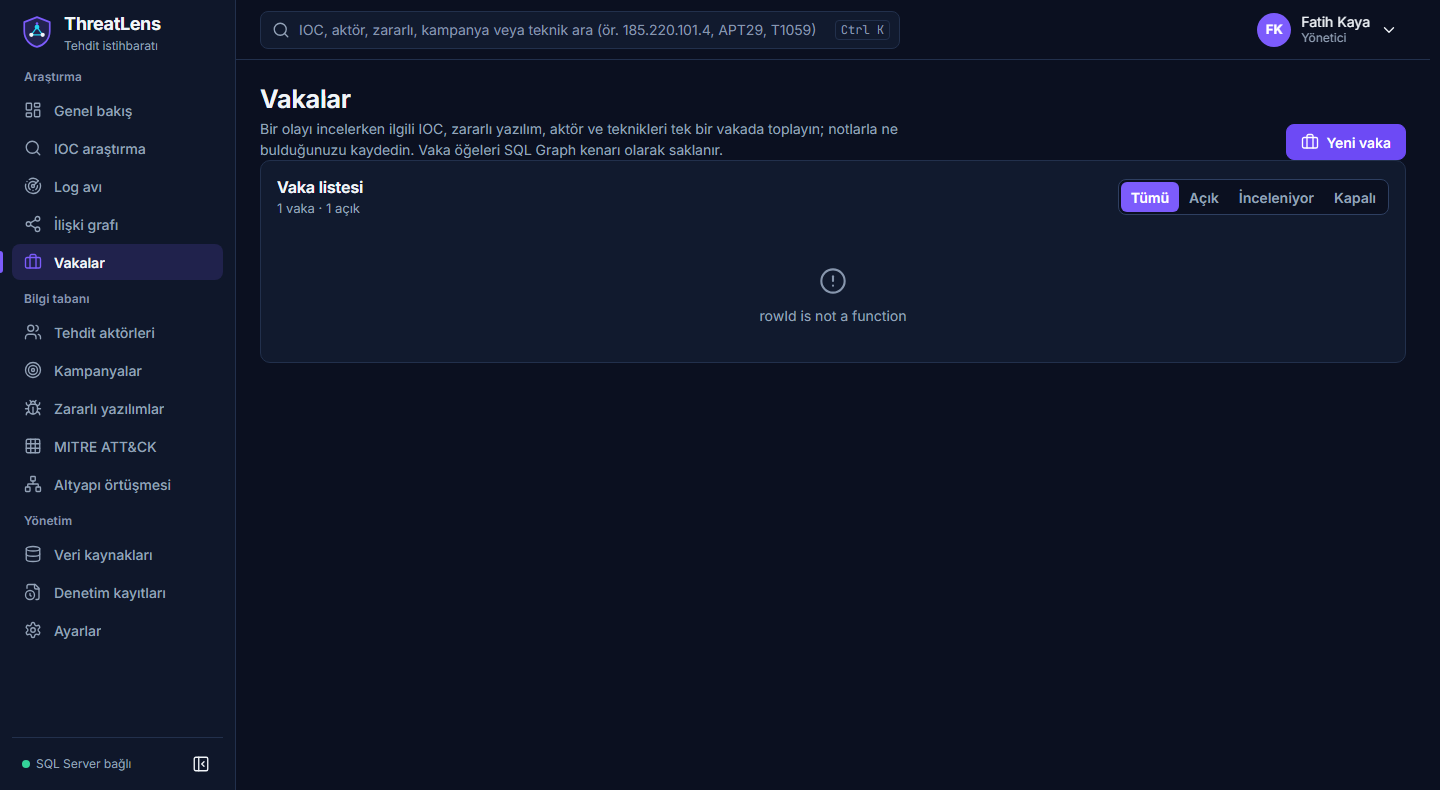 ThreatLens
Tehdit istihbaratı
Araştırma
Genel bakış
IOC araştırma
Log avı
İlişki grafı
Vakalar
Bilgi tabanı
Tehdit aktörleri
Kampanyalar
Zararlı yazılımlar
MITRE ATT&CK
Altyapı örtüşmesi
Yönetim
Veri kaynakları
Denetim kayıtları
Ayarlar
SQL Server bağlı
IOC, aktör, zararlı, kampanya veya teknik ara (ör. 185.220.101.4, APT29, T1059)
Ctrl K
FK
Fatih Kaya
Yönetici
Vakalar
Bir olayı incelerken ilgili IOC, zararlı yazılım, aktör ve teknikleri tek bir vakada toplayın; notlarla ne
bulduğunuzu kaydedin. Vaka öğeleri SQL Graph kenarı olarak saklanır.
Yeni vaka
Vaka listesi
1 vaka · 1 açık
Tümü
Açık
İnceleniyor
Kapalı
rowId is not a function